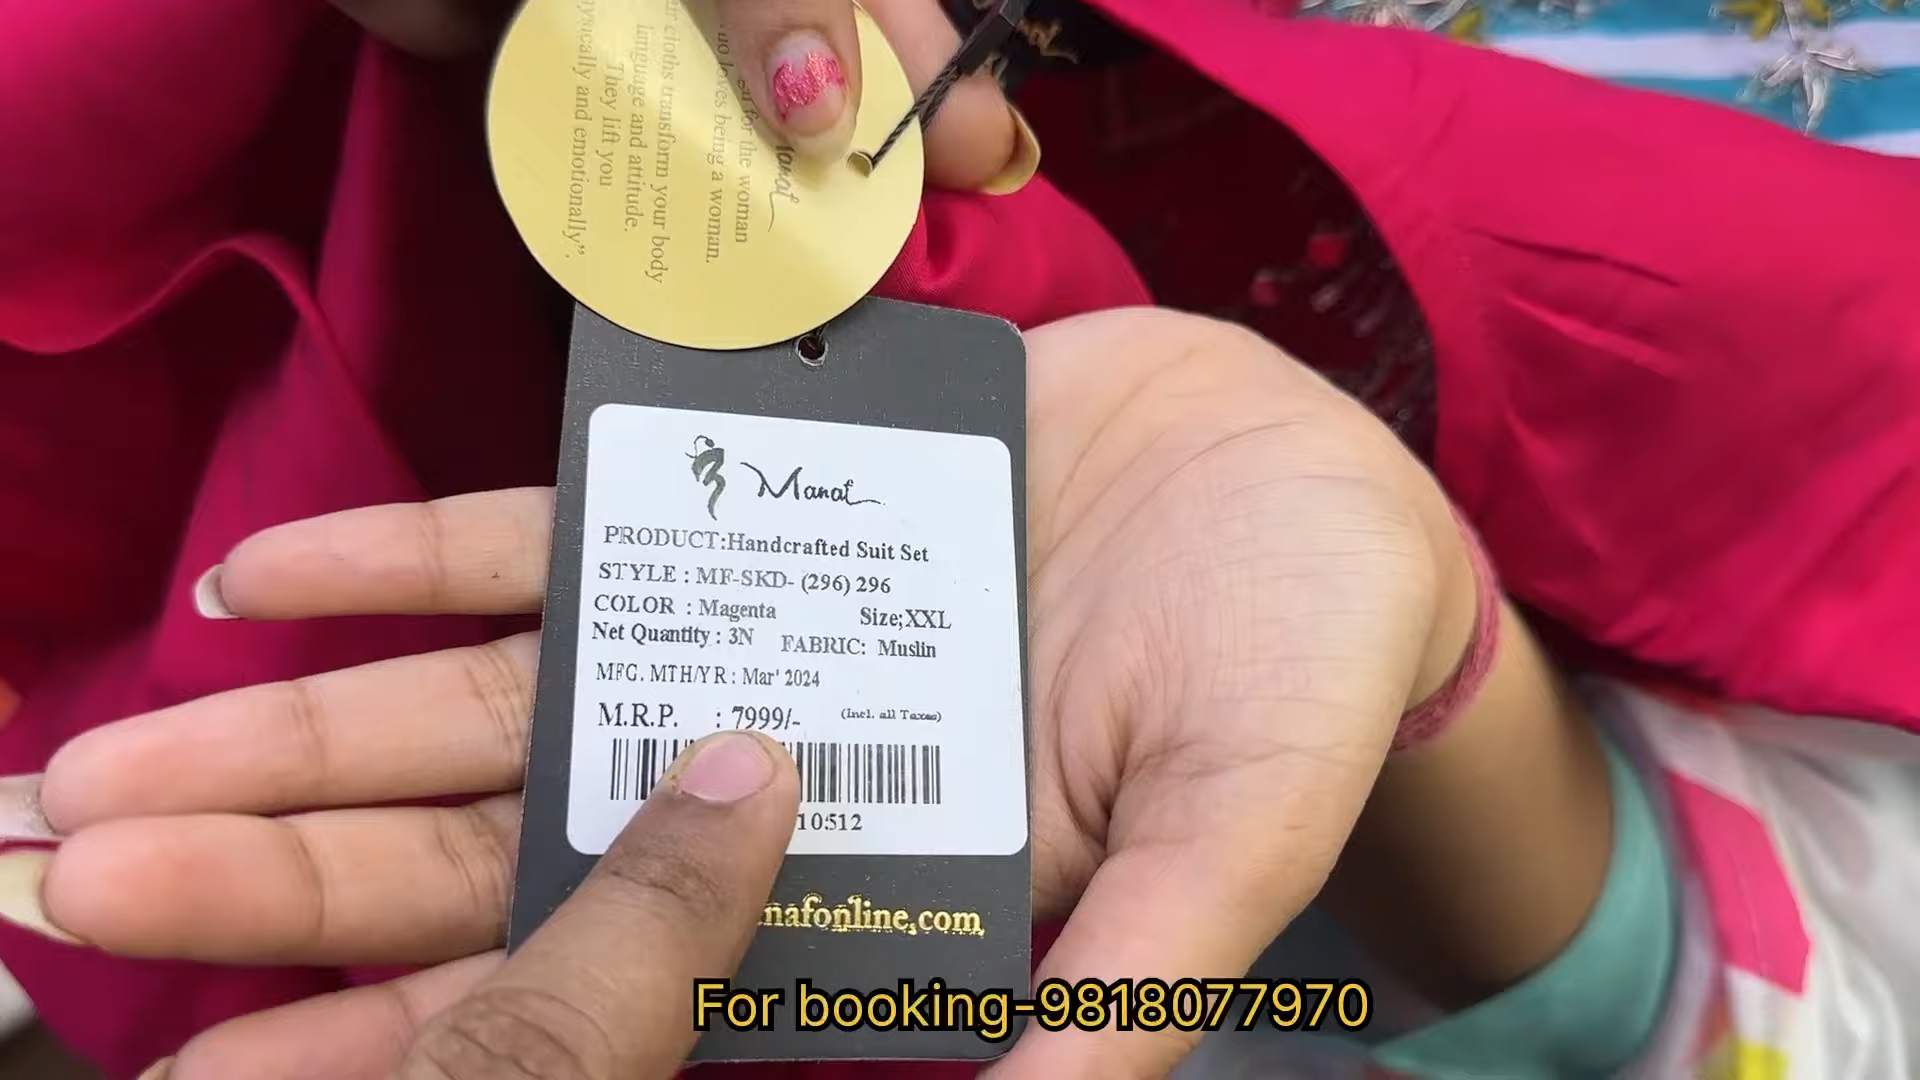 for the woman
loves being a woman.
cloths transform your body
language and attitude.
They lift you
and emotionally”.
Manaf
PRODUCT:Handcrafted Suit Set
STYLE : MF-SKD- (296) 296
COLOR : Magenta Size;XXL
Net Quantity : 3N FABRIC: Muslin
MFG. MTH/YR : Mar' 2024
M.R.P. : 7999/- (Incl. all Taxes)
10512
nafonline.com
For booking-9818077970